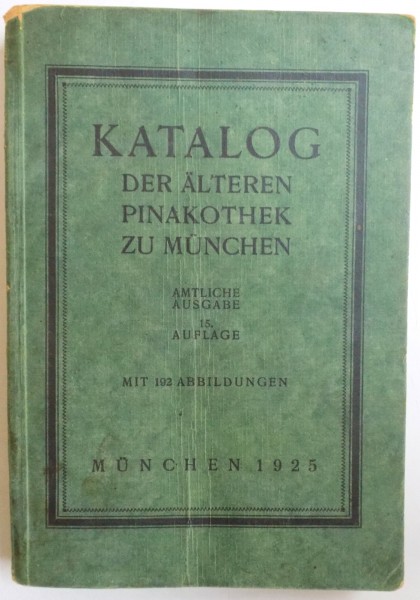 KATALOG
DER ÄLTEREN
PINAKOTHEK
ZU MÜNCHEN
AMTLICHE
AUSGABE
15.
AUFLAGE
MIT 192 ABBILDUNGEN
MÜNCHEN 1925